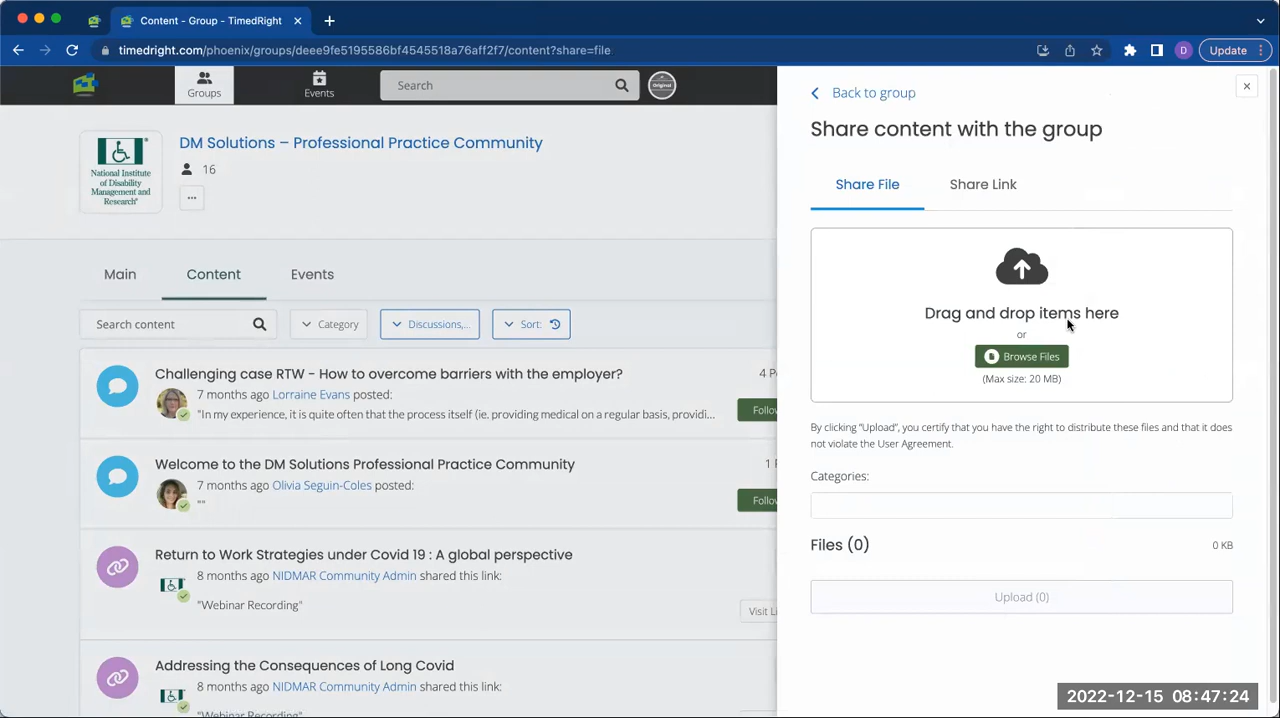 Content - Group - TimedRight
timedright.com/phoenix/groups/deee9fe5195586bf4545518a76aff2f7/content?share=file
D
Update
Groups
Events
Search
Original
DM Solutions – Professional Practice Community
National Institute
of Disability
Management and
Research®
16
...
Main
Content
Events
Search content
Category
Discussions,...
Sort:
Challenging case RTW - How to overcome barriers with the employer?
7 months ago Lorraine Evans posted:
"In my experience, it is quite often that the process itself (ie. providing medical on a regular basis, providi...
Welcome to the DM Solutions Professional Practice Community
7 months ago Olivia Seguin-Coles posted:
""
Return to Work Strategies under Covid 19 : A global perspective
8 months ago NIDMAR Community Admin shared this link:
"Webinar Recording"
Visit Li
Addressing the Consequences of Long Covid
8 months ago NIDMAR Community Admin shared this link:
"Webinar Recording"
4 P
Follow
1
Follow
Back to group
Share content with the group
Share File
Share Link
Drag and drop items here
or
Browse Files
(Max size: 20 MB)
By clicking "Upload", you certify that you have the right to distribute these files and that it does
not violate the User Agreement.
Categories:
Files (0)
0 KB
Upload (0)
2022-12-15 08:47:24